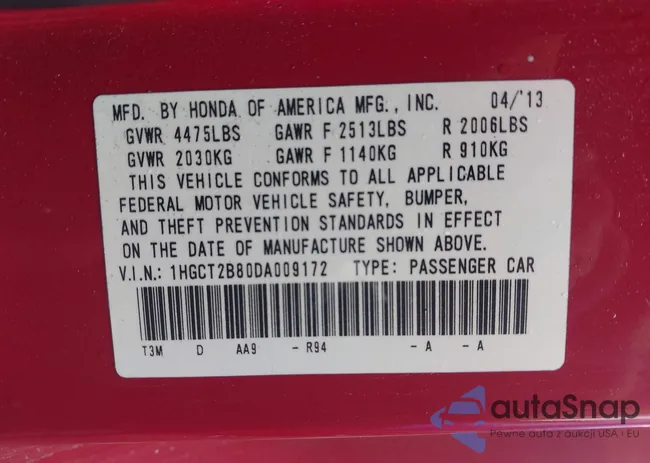 MFD. BY HONDA OF AMERICA MFG., INC. 04/'13
GVWR 4475LBS GAWR F 2513LBS R 2006LBS
GVWR 2030KG GAWR F 1140KG R 910KG
THIS VEHICLE CONFORMS TO ALL APPLICABLE
FEDERAL MOTOR VEHICLE SAFETY, BUMPER,
AND THEFT PREVENTION STANDARDS IN EFFECT
ON THE DATE OF MANUFACTURE SHOWN ABOVE.
V.I.N.: 1HGCT2B80DA009172 TYPE: PASSENGER CAR
T3M D AA9 - R94 - A - A
autaSnap
Pewne auta z aukcji USA i EU